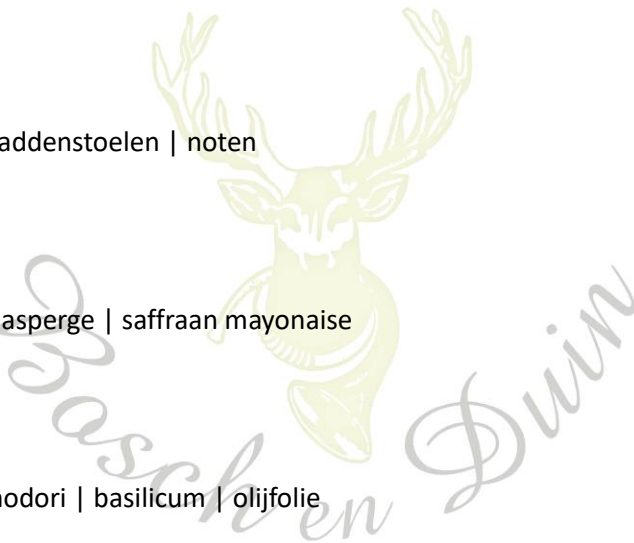 addenstoelen | noten
asperge | saffraan mayonaise
odori | basilicum | olijfolie
Bosch en Duin